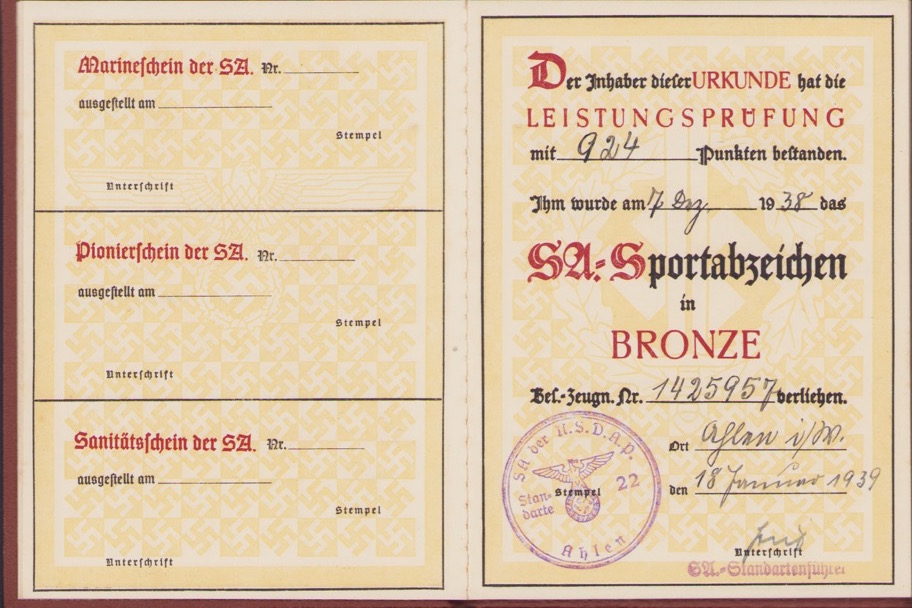 Marineschein der SA. Nr.
ausgestellt am
Stempel
Unterschrift
Pionierschein der SA. Nr.
ausgestellt am
Stempel
Unterschrift
Sanitätsschein der SA. Nr.
ausgestellt am
Stempel
Unterschrift
Der Inhaber dieser URKUNDE hat die
LEISTUNGSPRÜFUNG
mit 924 Punkten bestanden.
Ihm wurde am 7 Dez. 1938 das
SA.-Sportabzeichen
in
BRONZE
Bes.-Zeugn. Nr. 1425957 verliehen.
Ort Ahlen i/W.
den 18 Januar 1939
SA der N.S.D.A.P.
Standarte 22
Stempel
Ahlen
Unterschrift
SA.-Standartenführer